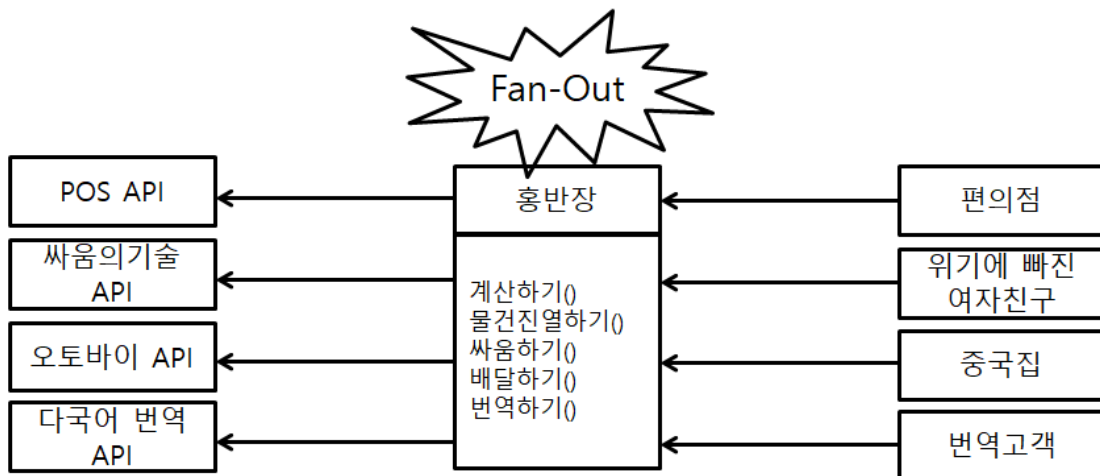 Fan-Out
POS API
싸움의기술
API
오토바이 API
다국어 번역
API
홍반장
계산하기()
물건진열하기()
싸움하기()
배달하기()
번역하기()
편의점
위기에 빠진
여자친구
중국집
번역고객